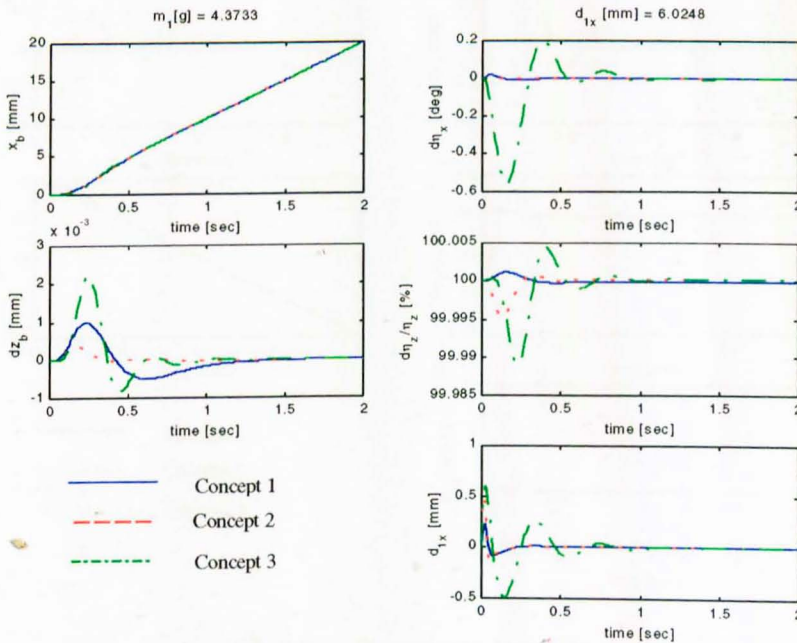 m1[g] = 4.3733
20
15
10
5
0
xb [mm]
0 0.5 1 1.5 2
time [sec]
d1x [mm] = 6.0248
0.2
0
-0.2
-0.4
-0.6
dηx [deg]
0 0.5 1 1.5 2
time [sec]
x 10-3
3
2
1
0
-1
dzb [mm]
0 0.5 1 1.5 2
time [sec]
100.005
100
99.995
99.99
99.985
dηz/ηz [%]
0 0.5 1 1.5 2
time [sec]
Concept 1
Concept 2
Concept 3
1
0.5
0
-0.5
d1x [mm]
0 0.5 1 1.5 2
time [sec]